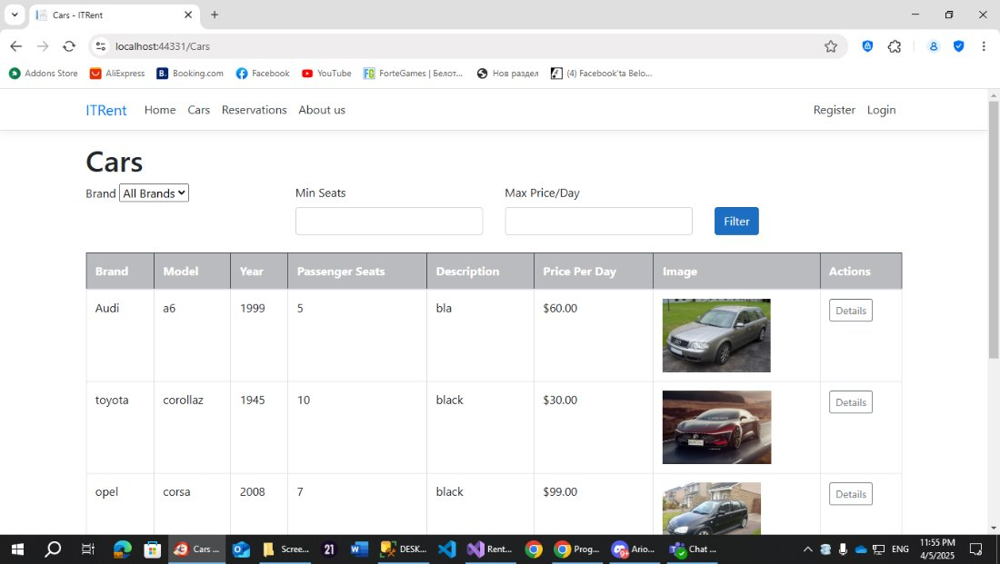 Cars - ITRent
localhost:44331/Cars
Addons Store AliExpress B. Booking.com Facebook YouTube FG ForteGames | Белот... Нов раздел (4) Facebook'ta Belo...
ITRent Home Cars Reservations About us Register Login
Cars
Brand All Brands Min Seats Max Price/Day
Filter
Brand Model Year Passenger Seats Description Price Per Day Image Actions
Audi a6 1999 5 bla $60.00 Details
toyota corollaz 1945 10 black $30.00 Details
opel corsa 2008 7 black $99.00 Details
Cars ... Scree... 21 DESK... Rent... Prog... Ario... Chat ... ENG 11:55 PM
4/5/2025